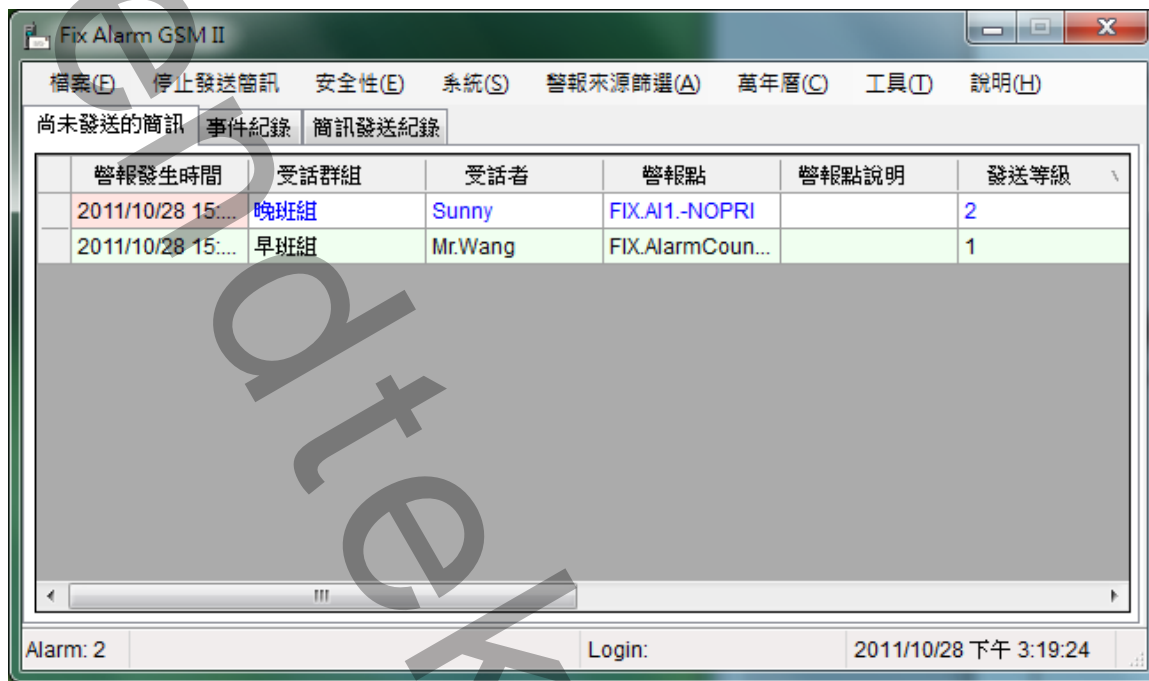 Fix Alarm GSM II
檔案(F) 停止發送簡訊 安全性(E) 系統(S) 警報來源篩選(A) 萬年曆(C) 工具(T) 說明(H)
尚未發送的簡訊 事件紀錄 簡訊發送紀錄
警報發生時間 受話群組 受話者 警報點 警報點說明 發送等級
2011/10/28 15:... 晚班組 Sunny FIX.AI1.-NOPRI 2
2011/10/28 15:... 早班組 Mr.Wang FIX.AlarmCoun... 1
Alarm: 2 Login: 2011/10/28 下午 3:19:24
endtek